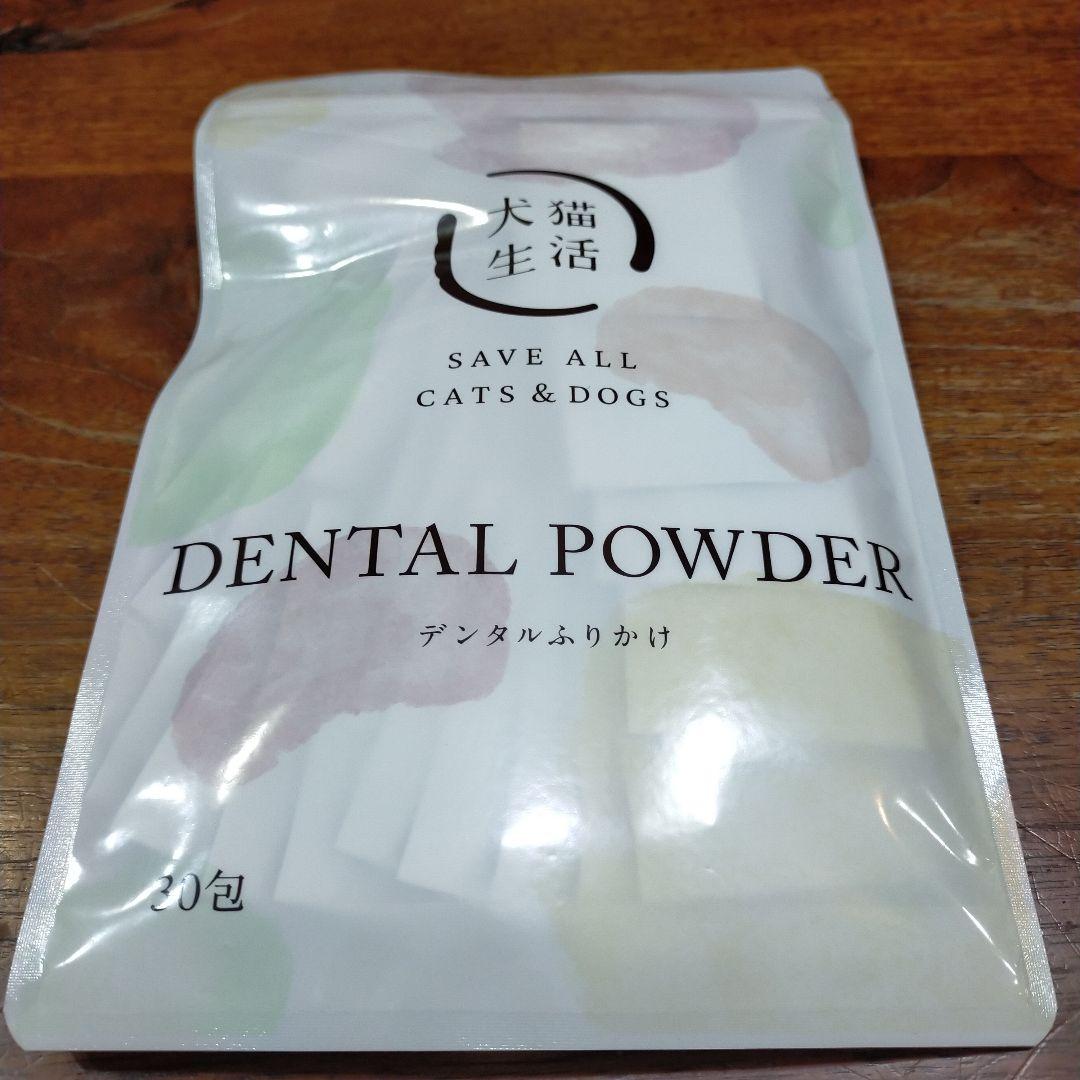 犬猫
生活
SAVE ALL
CATS & DOGS
DENTAL POWDER
デンタルふりかけ
30包